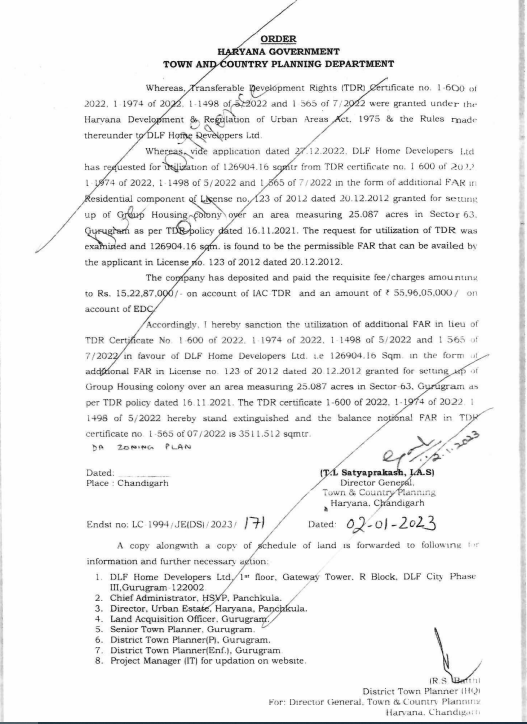 ORDER
HARYANA GOVERNMENT
TOWN AND COUNTRY PLANNING DEPARTMENT
Whereas, Transferable Development Rights (TDR) Certificate no. 1-600 of
2022, 1-1974 of 2022, 1-1498 of 5/2022 and 1-565 of 7/2022 were granted under the
Haryana Development & Regulation of Urban Areas Act, 1975 & the Rules made
thereunder to DLF Home Developers Ltd.
Whereas, vide application dated 27.12.2022, DLF Home Developers Ltd
has requested for utilization of 126904.16 sqmtr from TDR certificate no. 1-600 of 2022
1-1974 of 2022, 1-1498 of 5/2022 and 1-565 of 7/2022 in the form of additional FAR in
Residential component of License no. 123 of 2012 dated 20.12.2012 granted for setting
up of Group Housing colony over an area measuring 25.087 acres in Sector 63,
Gurugram as per TDR policy dated 16.11.2021. The request for utilization of TDR was
examined and 126904.16 sqm. is found to be the permissible FAR that can be availed by
the applicant in License no. 123 of 2012 dated 20.12.2012.
The company has deposited and paid the requisite fee/charges amounting
to Rs. 15,22,87,000/- on account of IAC TDR and an amount of ₹ 55,96,05,000/- on
account of EDC.
Accordingly, I hereby sanction the utilization of additional FAR in lieu of
TDR Certificate No. 1-600 of 2022, 1-1974 of 2022, 1-1498 of 5/2022 and 1-565 of
7/2022 in favour of DLF Home Developers Ltd. i.e 126904.16 Sqm. in the form of
additional FAR in License no. 123 of 2012 dated 20.12.2012 granted for setting up of
Group Housing colony over an area measuring 25.087 acres in Sector-63, Gurugram as
per TDR policy dated 16.11.2021. The TDR certificate 1-600 of 2022, 1-1974 of 2022, 1
1498 of 5/2022 hereby stand extinguished and the balance notional FAR in TDR
certificate no. 1-565 of 07/2022 is 3511.512 sqmtr.
ZONING PLAN
2.1.2023
Dated:
(T.L Satyaprakash, I.A.S)
Place : Chandigarh
Director General,
Town & Country Planning
Haryana, Chandigarh
Endst no: LC 1994/JE(DS)/2023/ 171 Dated: 02-01-2023
A copy alongwith a copy of schedule of land is forwarded to following for
information and further necessary action:
1. DLF Home Developers Ltd, 1st floor, Gateway Tower, R Block, DLF City Phase
III,Gurugram-122002
2. Chief Administrator, HSVP, Panchkula.
3. Director, Urban Estate, Haryana, Panchkula.
4. Land Acquisition Officer, Gurugram.
5. Senior Town Planner, Gurugram.
6. District Town Planner(P), Gurugram.
7. District Town Planner(Enf.), Gurugram
8. Project Manager (IT) for updation on website.
(R.S.
District Town Planner (HQ)
For: Director General, Town & Country Planning
Haryana, Chandigarh